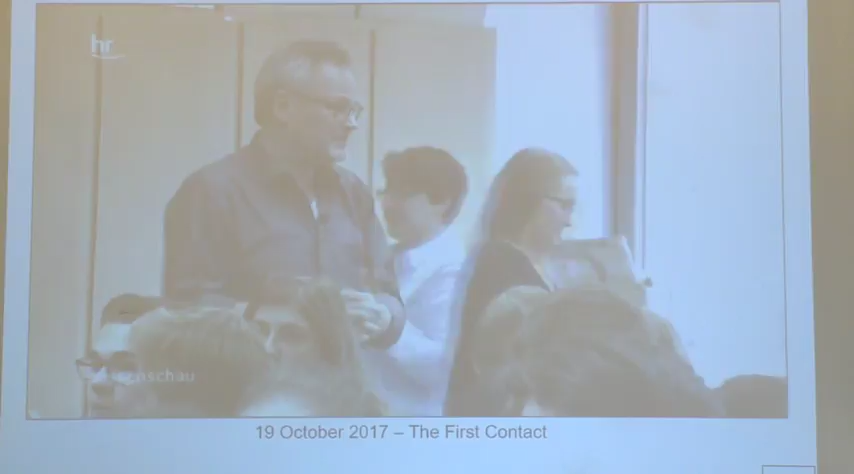 hr
19 October 2017 – The First Contact